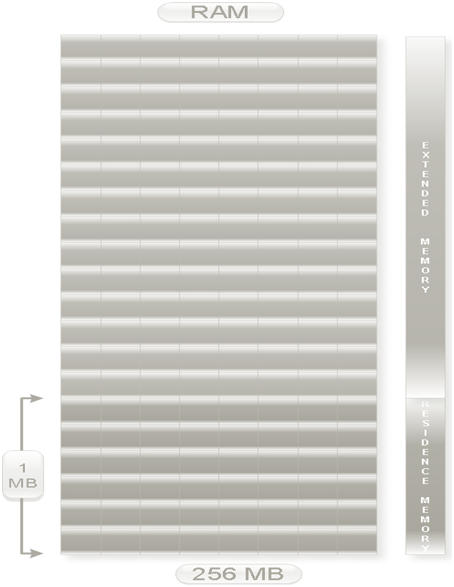 RAM
EXTENDED MEMORY
RESIDENCE MEMORY
1
MB
256 MB